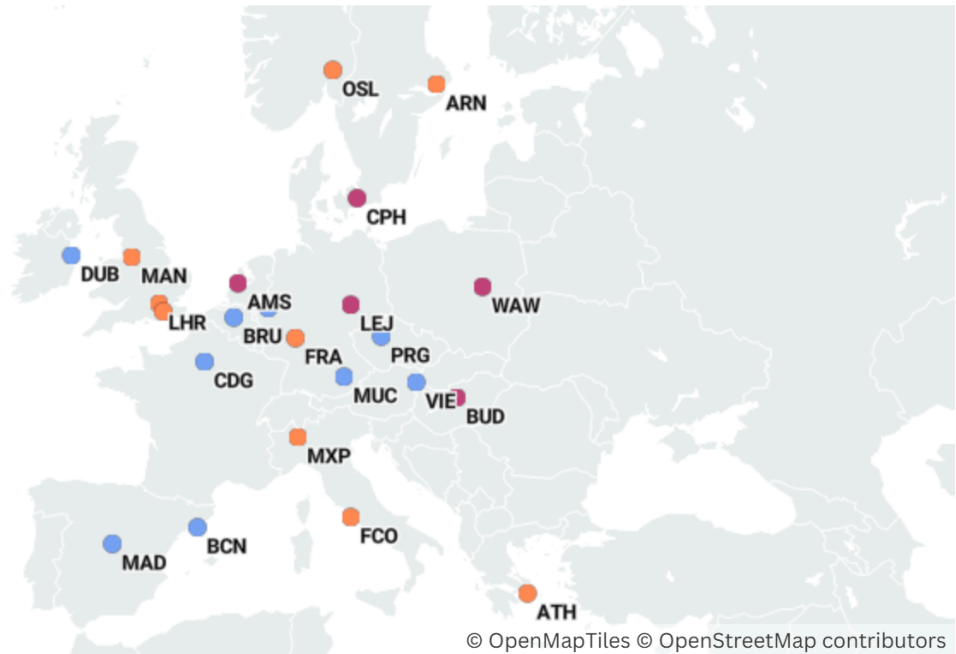 OSL
ARN
CPH
DUB
MAN
AMS
WAW
LHR
LEJ
BRU
FRA
PRG
CDG
MUC
VIE
BUD
MXP
FCO
BCN
MAD
ATH
© OpenMapTiles © OpenStreetMap contributors